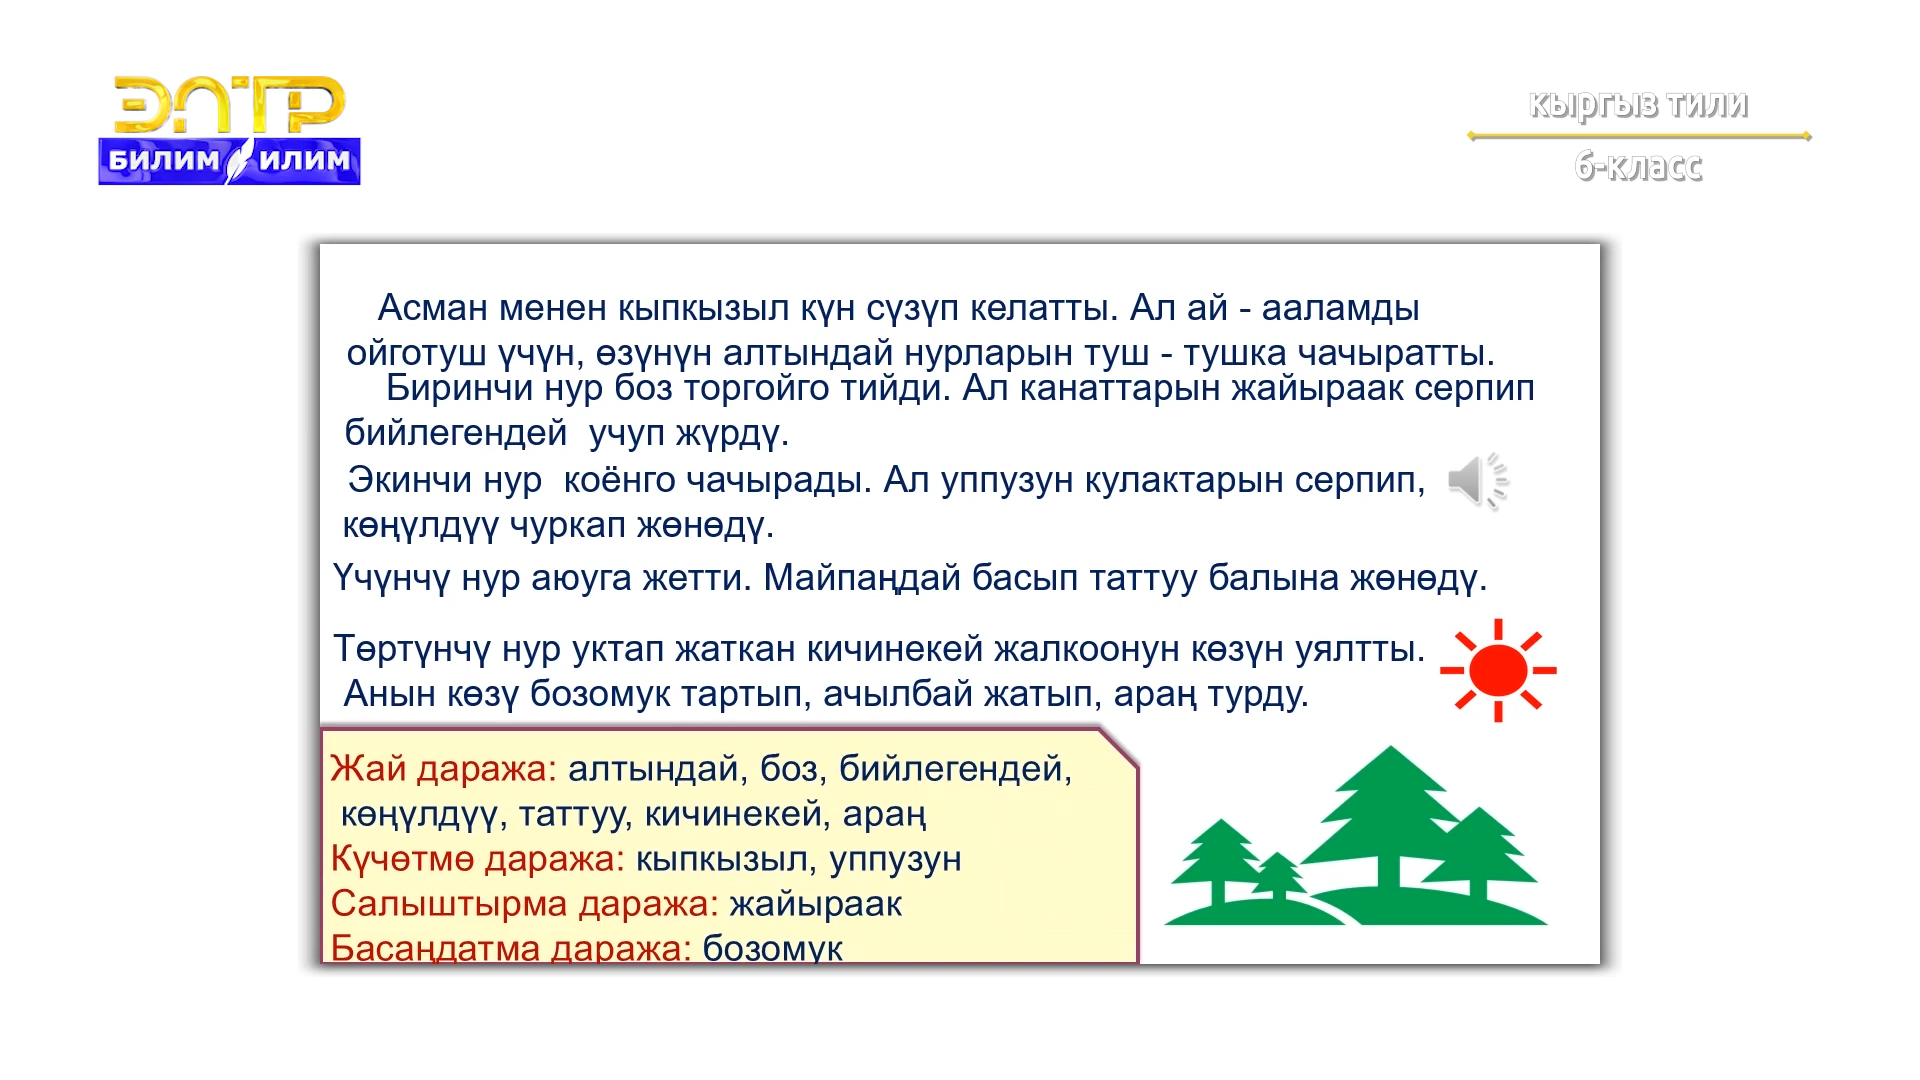 ЭЛТР
БИЛИМ ИЛИМ
кыргыз тили
6-класс
Асман менен кыпкызыл күн сүзүп келатты. Ал ай - ааламды
ойготуш үчүн, өзүнүн алтындай нурларын туш - тушка чачыратты.
Биринчи нур боз торгойго тийди. Ал канаттарын жайыраак серпип
бийлегендей учуп жүрдү.
Экинчи нур коёнго чачырады. Ал уппузун кулактарын серпип,
көңүлдүү чуркап жөнөдү.
Үчүнчү нур аюуга жетти. Майпаңдай басып таттуу балына жөнөдү.
Төртүнчү нур уктап жаткан кичинекей жалкоонун көзүн уялтты.
Анын көзү бозомук тартып, ачылбай жатып, араң турду.
Жай даража: алтындай, боз, бийлегендей,
көңүлдүү, таттуу, кичинекей, араң
Күчөтмө даража: кыпкызыл, уппузун
Салыштырма даража: жайыраак
Басаңдатма даража: бозомук